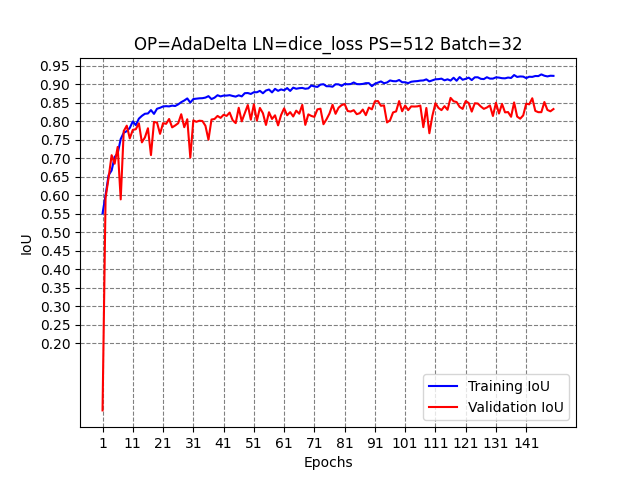 OP=AdaDelta LN=dice_loss PS=512 Batch=32
0.95
0.90
0.85
0.80
0.75
0.70
0.65
0.60
0.55
0.50
0.45
0.40
0.35
0.30
0.25
0.20
IoU
Training IoU
Validation IoU
1 11 21 31 41 51 61 71 81 91 101 111 121 131 141
Epochs